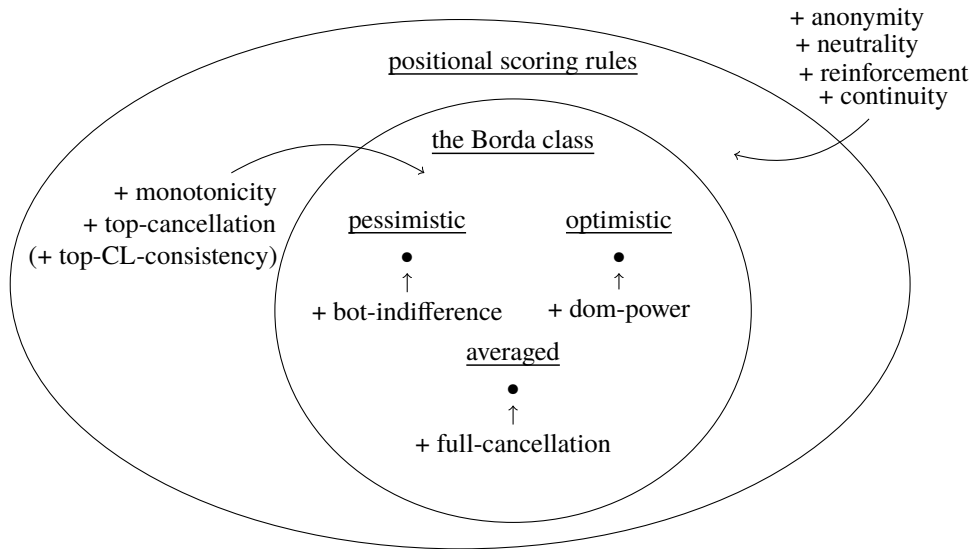 + anonymity
+ neutrality
+ reinforcement
+ continuity
positional scoring rules
the Borda class
+ monotonicity
+ top-cancellation
(+ top-CL-consistency)
pessimistic
optimistic
+ bot-indifference
+ dom-power
averaged
+ full-cancellation